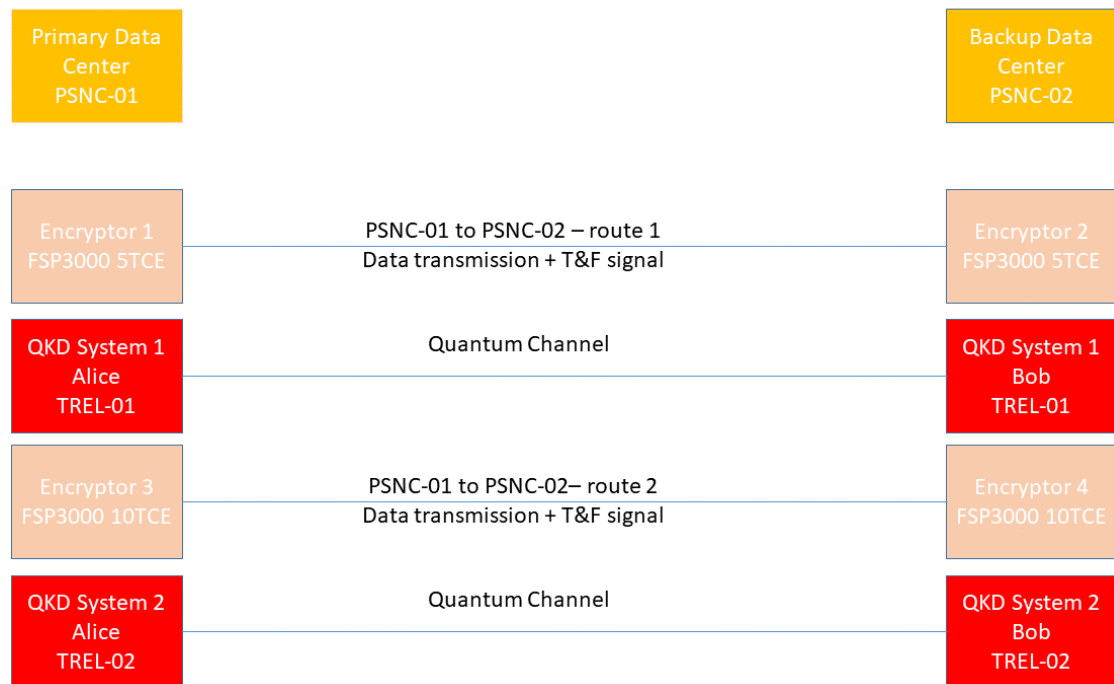 Primary Data
Center
PSNC-01
Backup Data
Center
PSNC-02
Encryptor 1
FSP3000 5TCE
PSNC-01 to PSNC-02 – route 1
Data transmission + T&F signal
Encryptor 2
FSP3000 5TCE
QKD System 1
Alice
TREL-01
Quantum Channel
QKD System 1
Bob
TREL-01
Encryptor 3
FSP3000 10TCE
PSNC-01 to PSNC-02– route 2
Data transmission + T&F signal
Encryptor 4
FSP3000 10TCE
QKD System 2
Alice
TREL-02
Quantum Channel
QKD System 2
Bob
TREL-02